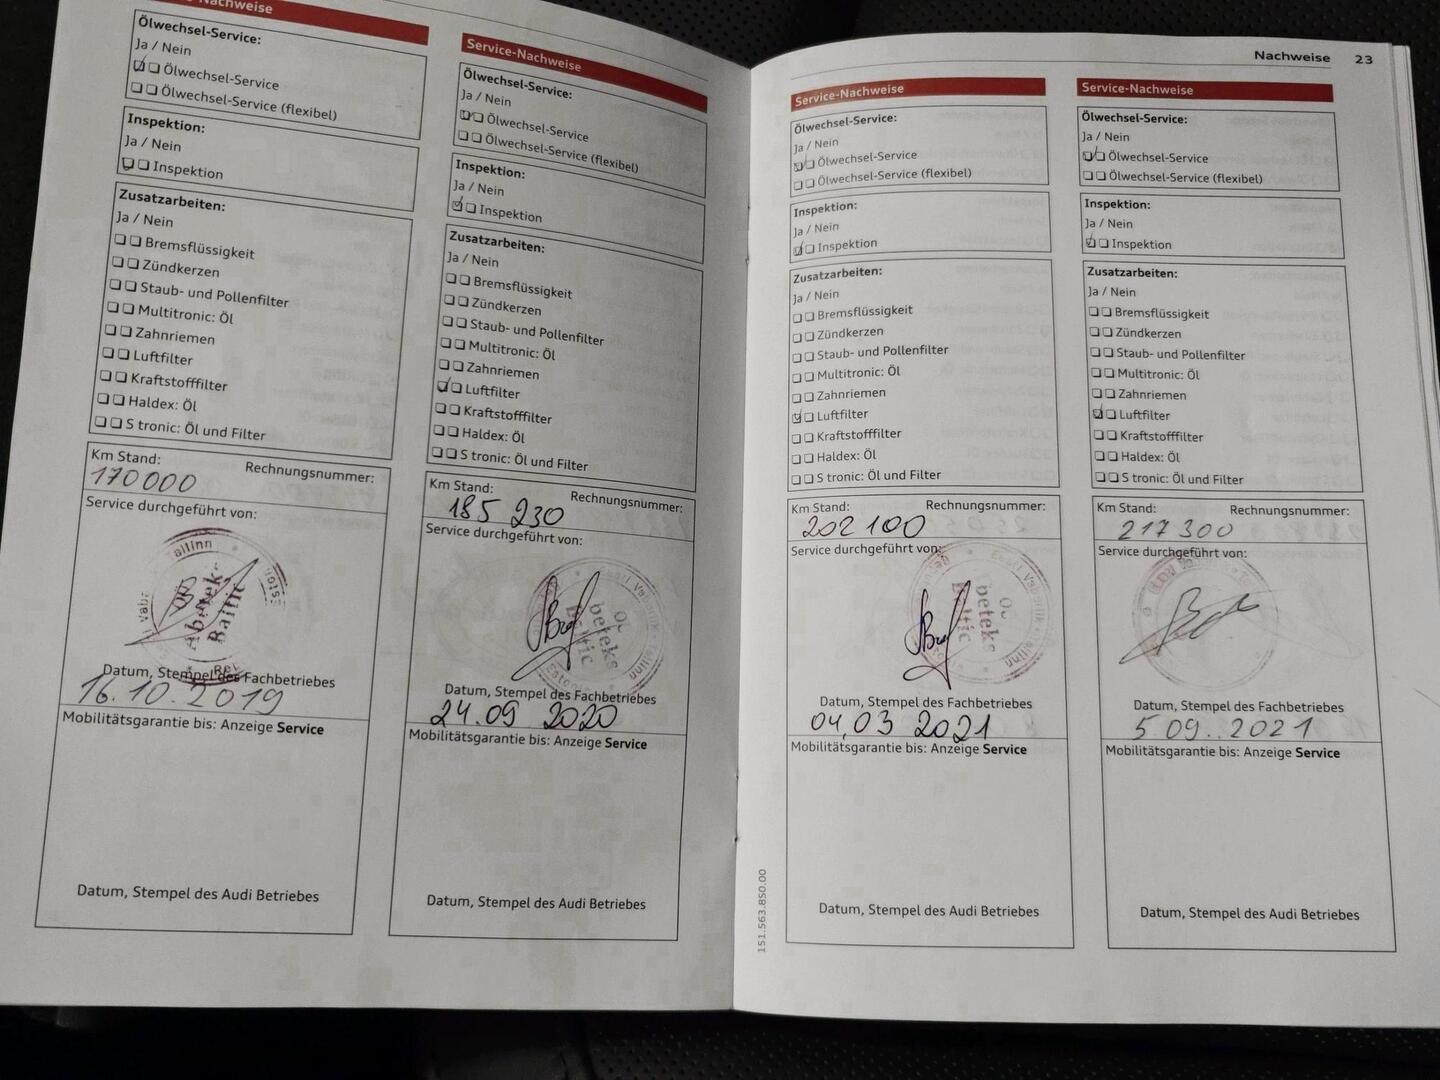 Nachweise
Ölwechsel-Service:
Ja / Nein
Ölwechsel-Service
Ölwechsel-Service (flexibel)
Inspektion:
Ja / Nein
Inspektion
Zusatzarbeiten:
Ja / Nein
Bremsflüssigkeit
Zündkerzen
Staub- und Pollenfilter
Multitronic: Öl
Zahnriemen
Luftfilter
Kraftstofffilter
Haldex: Öl
S tronic: Öl und Filter
Km Stand:
Rechnungsnummer:
170000
Service durchgeführt von:
Tallinn
Baltic
Datum, Stempel des Fachbetriebes
16.10.2019
Mobilitätsgarantie bis: Anzeige Service
Datum, Stempel des Audi Betriebes
Service-Nachweise
Ölwechsel-Service:
Ja / Nein
Ölwechsel-Service
Ölwechsel-Service (flexibel)
Inspektion:
Ja / Nein
Inspektion
Zusatzarbeiten:
Ja / Nein
Bremsflüssigkeit
Zündkerzen
Staub- und Pollenfilter
Multitronic: Öl
Zahnriemen
Luftfilter
Kraftstofffilter
Haldex: Öl
S tronic: Öl und Filter
Km Stand:
Rechnungsnummer:
185 230
Service durchgeführt von:
Datum, Stempel des Fachbetriebes
24.09 2020
Mobilitätsgarantie bis: Anzeige Service
Datum, Stempel des Audi Betriebes
Nachweise 23
Service-Nachweise
Ölwechsel-Service:
Ja / Nein
Ölwechsel-Service
Ölwechsel-Service (flexibel)
Inspektion:
Ja / Nein
Inspektion
Zusatzarbeiten:
Ja / Nein
Bremsflüssigkeit
Zündkerzen
Staub- und Pollenfilter
Multitronic: Öl
Zahnriemen
Luftfilter
Kraftstofffilter
Haldex: Öl
S tronic: Öl und Filter
Km Stand:
Rechnungsnummer:
202 100
Service durchgeführt von:
Datum, Stempel des Fachbetriebes
04,03 2021
Mobilitätsgarantie bis: Anzeige Service
Datum, Stempel des Audi Betriebes
151.563.850.00
Service-Nachweise
Ölwechsel-Service:
Ja / Nein
Ölwechsel-Service
Ölwechsel-Service (flexibel)
Inspektion:
Ja / Nein
Inspektion
Zusatzarbeiten:
Ja / Nein
Bremsflüssigkeit
Zündkerzen
Staub- und Pollenfilter
Multitronic: Öl
Zahnriemen
Luftfilter
Kraftstofffilter
Haldex: Öl
S tronic: Öl und Filter
Km Stand:
Rechnungsnummer:
217 300
Service durchgeführt von:
Datum, Stempel des Fachbetriebes
5 09..2021
Mobilitätsgarantie bis: Anzeige Service
Datum, Stempel des Audi Betriebes